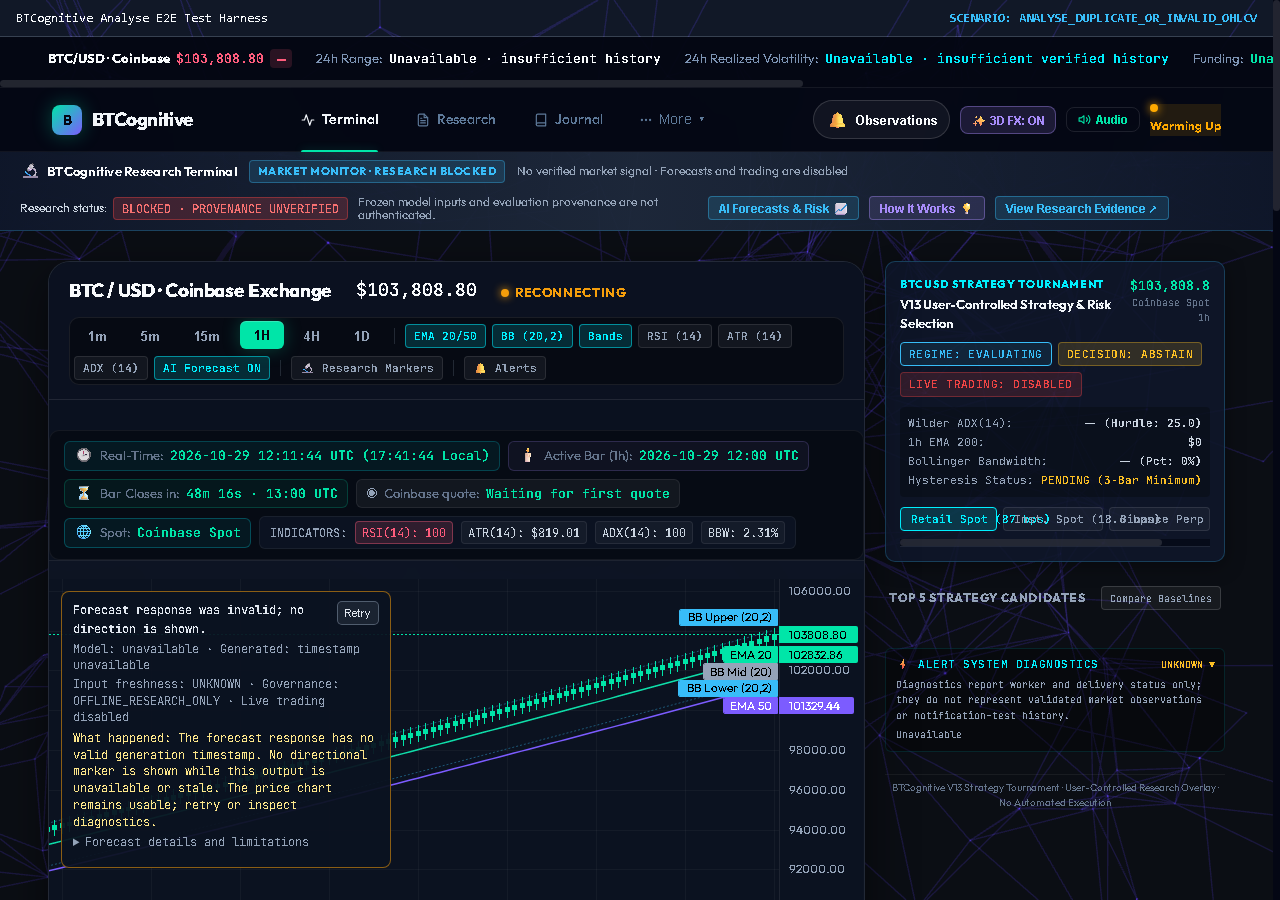 BTCognitive Analyse E2E Test Harness
SCENARIO: ANALYSE_DUPLICATE_OR_INVALID_OHLCV
BTC/USD · Coinbase $103,808.80 —
24h Range: Unavailable · insufficient history
24h Realized Volatility: Unavailable · insufficient verified history
Funding: Una
B BTCognitive
Terminal
Research
Journal
··· More ▾
🔔 Observations
✨ 3D FX: ON
Audio
Warming Up
🔬 BTCognitive Research Terminal
MARKET MONITOR · RESEARCH BLOCKED
No verified market signal · Forecasts and trading are disabled
Research status: BLOCKED · PROVENANCE UNVERIFIED
Frozen model inputs and evaluation provenance are not
authenticated.
AI Forecasts & Risk 📈
How It Works 💡
View Research Evidence ↗
BTC / USD · Coinbase Exchange
$103,808.80
RECONNECTING
1m 5m 15m 1H 4H 1D
EMA 20/50 BB (20,2) Bands RSI (14) ATR (14)
ADX (14) AI Forecast ON 🔬 Research Markers 🔔 Alerts
🕒 Real-Time: 2026-10-29 12:11:44 UTC (17:41:44 Local)
🕯 Active Bar (1h): 2026-10-29 12:00 UTC
⏳ Bar Closes in: 48m 16s · 13:00 UTC
◉ Coinbase quote: Waiting for first quote
🌐 Spot: Coinbase Spot
INDICATORS: RSI(14): 100 ATR(14): $819.01 ADX(14): 100 BBW: 2.31%
Forecast response was invalid; no
direction is shown.
Retry
Model: unavailable · Generated: timestamp
unavailable
Input freshness: UNKNOWN · Governance:
OFFLINE_RESEARCH_ONLY · Live trading
disabled
What happened: The forecast response has no
valid generation timestamp. No directional
marker is shown while this output is
unavailable or stale. The price chart
remains usable; retry or inspect
diagnostics.
▶ Forecast details and limitations
106000.00
BB Upper (20,2)
103808.80
EMA 20 102832.86
BB Mid (20) 102000.00
BB Lower (20,2)
EMA 50 101329.44
98000.00
96000.00
94000.00
92000.00
BTCUSD STRATEGY TOURNAMENT
V13 User-Controlled Strategy & Risk
Selection
$103,808.8
Coinbase Spot
1h
REGIME: EVALUATING
DECISION: ABSTAIN
LIVE TRADING: DISABLED
Wilder ADX(14): — (Hurdle: 25.0)
1h EMA 200: $0
Bollinger Bandwidth: — (Pct: 0%)
Hysteresis Status: PENDING (3-Bar Minimum)
Retail Spot
Spot
Perp
TOP 5 STRATEGY CANDIDATES
Compare Baselines
ALERT SYSTEM DIAGNOSTICS
UNKNOWN ▼
Diagnostics report worker and delivery status only;
they do not represent validated market observations
or notification-test history.
Unavailable
BTCognitive V13 Strategy Tournament · User-Controlled Research Overlay ·
No Automated Execution